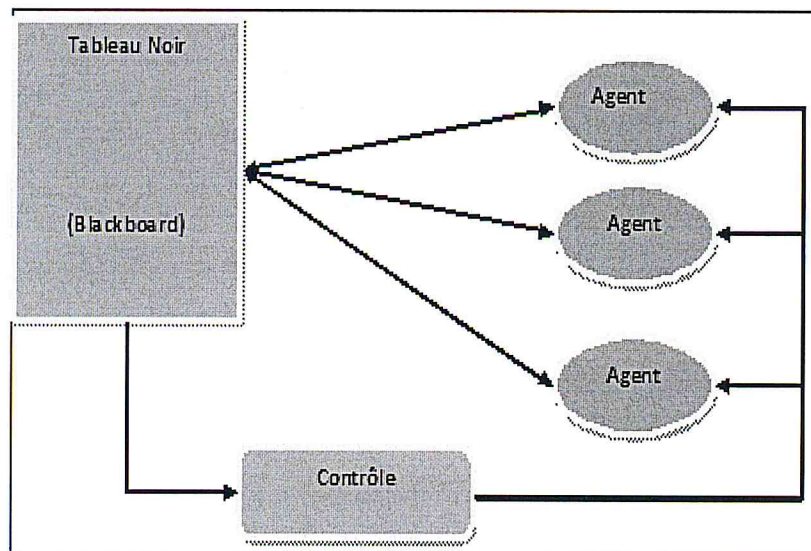 Tableau Noir
(Blackboard)
Agent
Agent
Agent
Contrôle